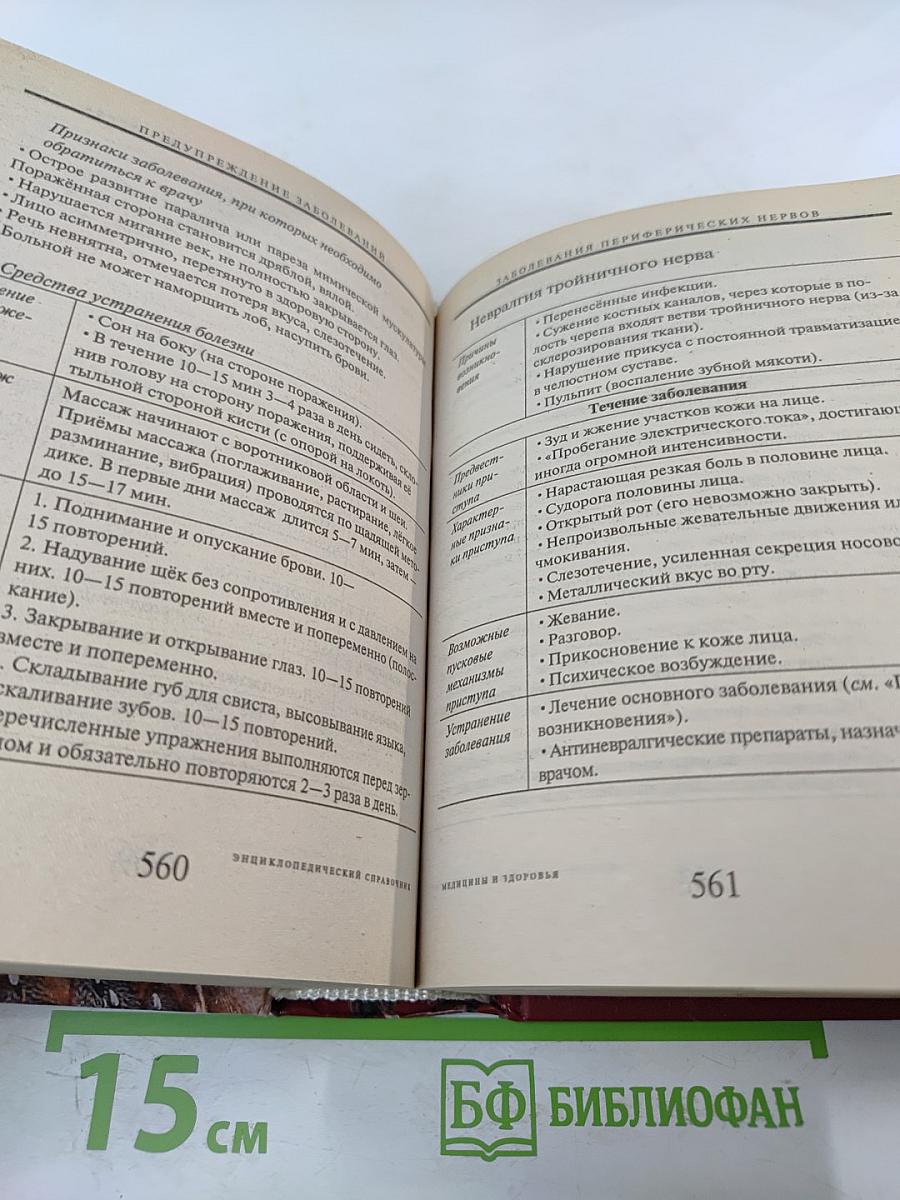 ПРЕДУПРЕЖДЕНИЕ ЗАБОЛЕВАНИЙ
Признаки заболевания, при которых необходимо
обратиться к врачу
• Острое развитие паралича или пареза мимической мускулатуры
Поражённая сторона становится дряблой, вялой.
• Нарушается мигание век, не полностью закрывается глаз.
• Лицо асимметрично, перетянуто в здоровую сторону.
• Речь невнятна, отмечается потеря вкуса, слезотечение.
Больной не может наморщить лоб, насупить брови.
Средства устранения болезни
ение
оже-
• Сон на боку (на стороне поражения).
• В течение 10—15 мин 3—4 раза в день сидеть, скло-
нив голову на сторону поражения, поддерживая её
тыльной стороной кисти (с опорой на локоть).
ж
Массаж начинают с воротниковой области и шеи.
Приёмы массажа (поглаживание, растирание, лёгкое
разминание, вибрация) проводятся по щадящей мето-
дике. В первые дни массаж длится 5—7 мин, затем —
до 15—17 мин.
1. Поднимание и опускание брови. 10—
15 повторений.
2. Надувание щёк без сопротивления и с давлением на
них. 10—15 повторений вместе и попеременно (полос-
кание).
3. Закрывание и открывание глаз. 10—15 повторений
вместе и попеременно.
. Складывание губ для свиста, высовывание языка,
скаливание зубов. 10—15 повторений.
еречисленные упражнения выполняются перед зер-
лом и обязательно повторяются 2—3 раза в день.
560
ЭНЦИКЛОПЕДИЧЕСКИЙ СПРАВОЧНИК
ЗАБОЛЕВАНИЯ ПЕРИФЕРИЧЕСКИХ НЕРВОВ
Невралгия тройничного нерва
Причины
возникно-
вения
• Перенесённые инфекции.
• Сужение костных каналов, через которые в по-
лость черепа входят ветви тройничного нерва (из-за
склерозирования ткани).
• Нарушение прикуса с постоянной травматизацие
в челюстном суставе.
• Пульпит (воспаление зубной мякоти).
Течение заболевания
Предвест-
ники при-
ступа
• Зуд и жжение участков кожи на лице.
• «Пробегание электрического тока», достигающ
иногда огромной интенсивности.
Характер-
ные призна-
ки приступа
• Нарастающая резкая боль в половине лица.
• Судорога половины лица.
• Открытый рот (его невозможно закрыть).
• Непроизвольные жевательные движения ил
чмокивания.
• Слезотечение, усиленная секреция носово
• Металлический вкус во рту.
Возможные
пусковые
механизмы
приступа
• Жевание.
• Разговор.
• Прикосновение к коже лица.
• Психическое возбуждение.
Устранение
заболевания
• Лечение основного заболевания (см. «П
возникновения»).
• Антиневралгические препараты, назнач
врачом.
МЕДИЦИНЫ И ЗДОРОВЬЯ
561
15 см
БФ БИБЛИОФАН